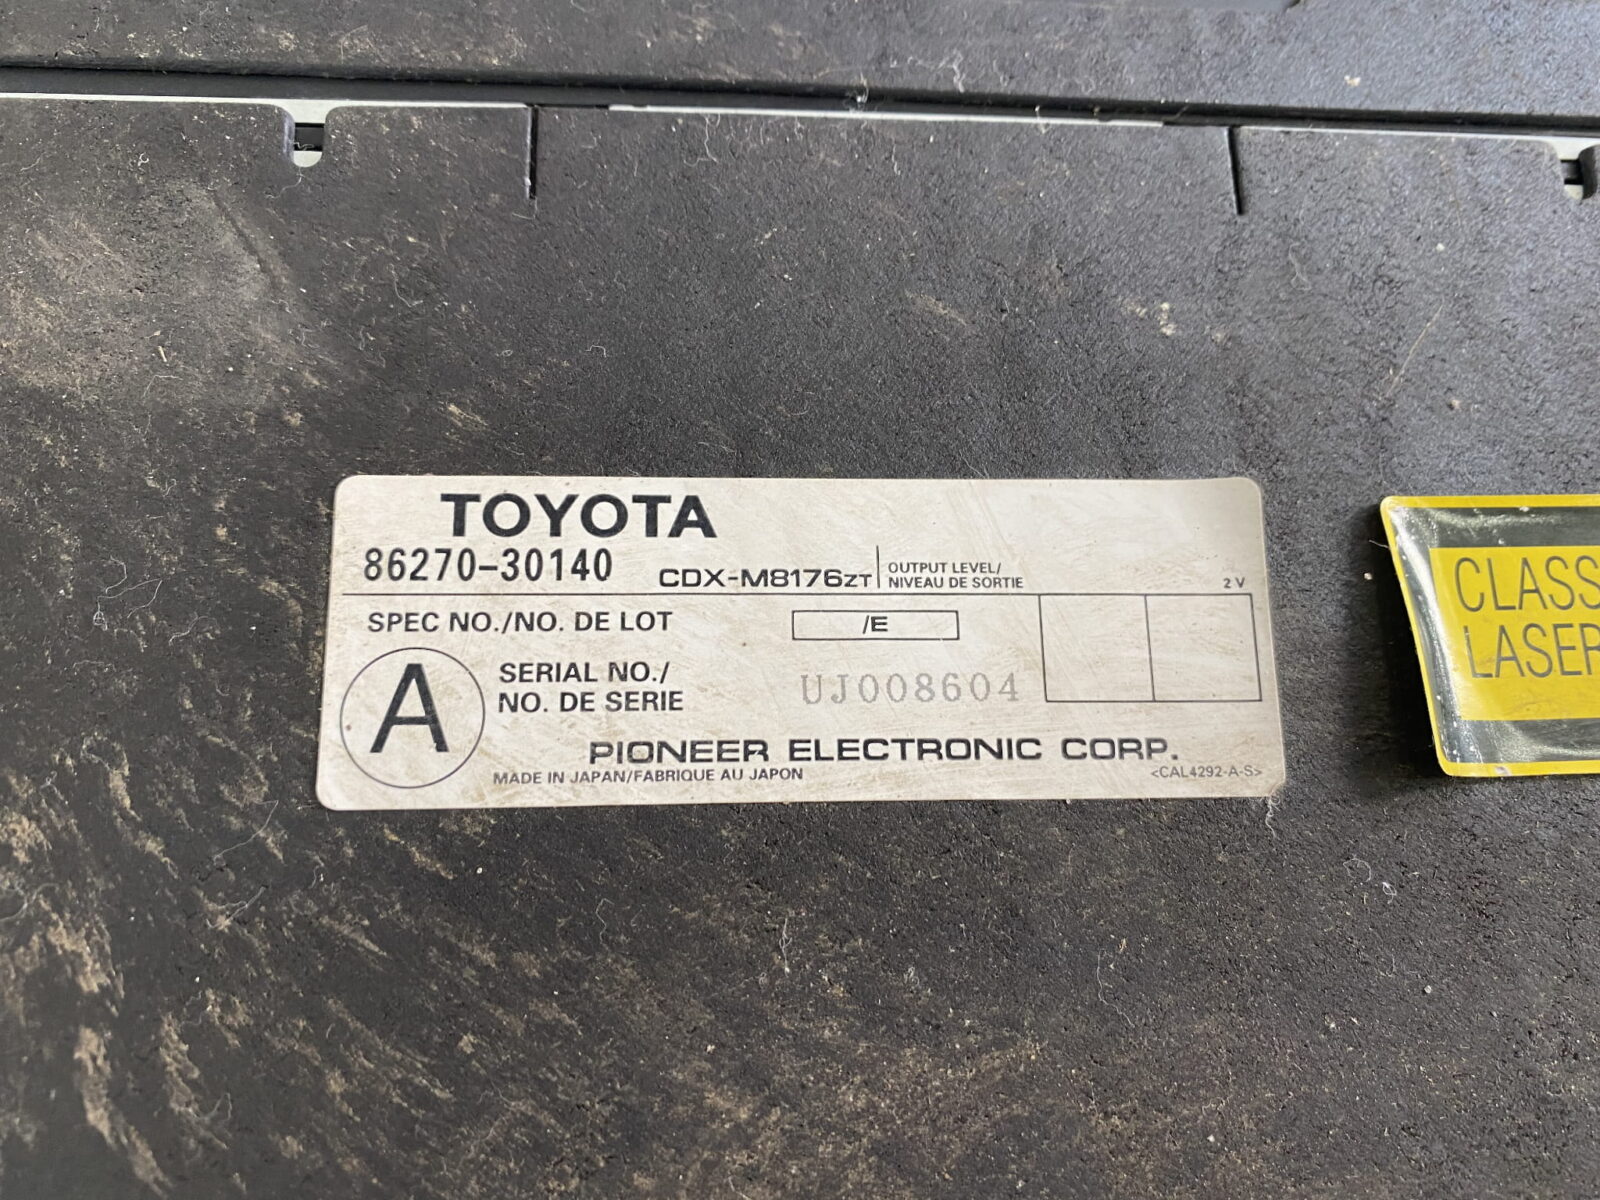 TOYOTA
86270-30140 CDX-M8176ZT OUTPUT LEVEL/
NIVEAU DE SORTIE 2 V
SPEC NO./NO. DE LOT /E
A SERIAL NO./
NO. DE SERIE UJ008604
PIONEER ELECTRONIC CORP.
MADE IN JAPAN/FABRIQUE AU JAPON <CAL4292-A-S>
CLASS
LASER